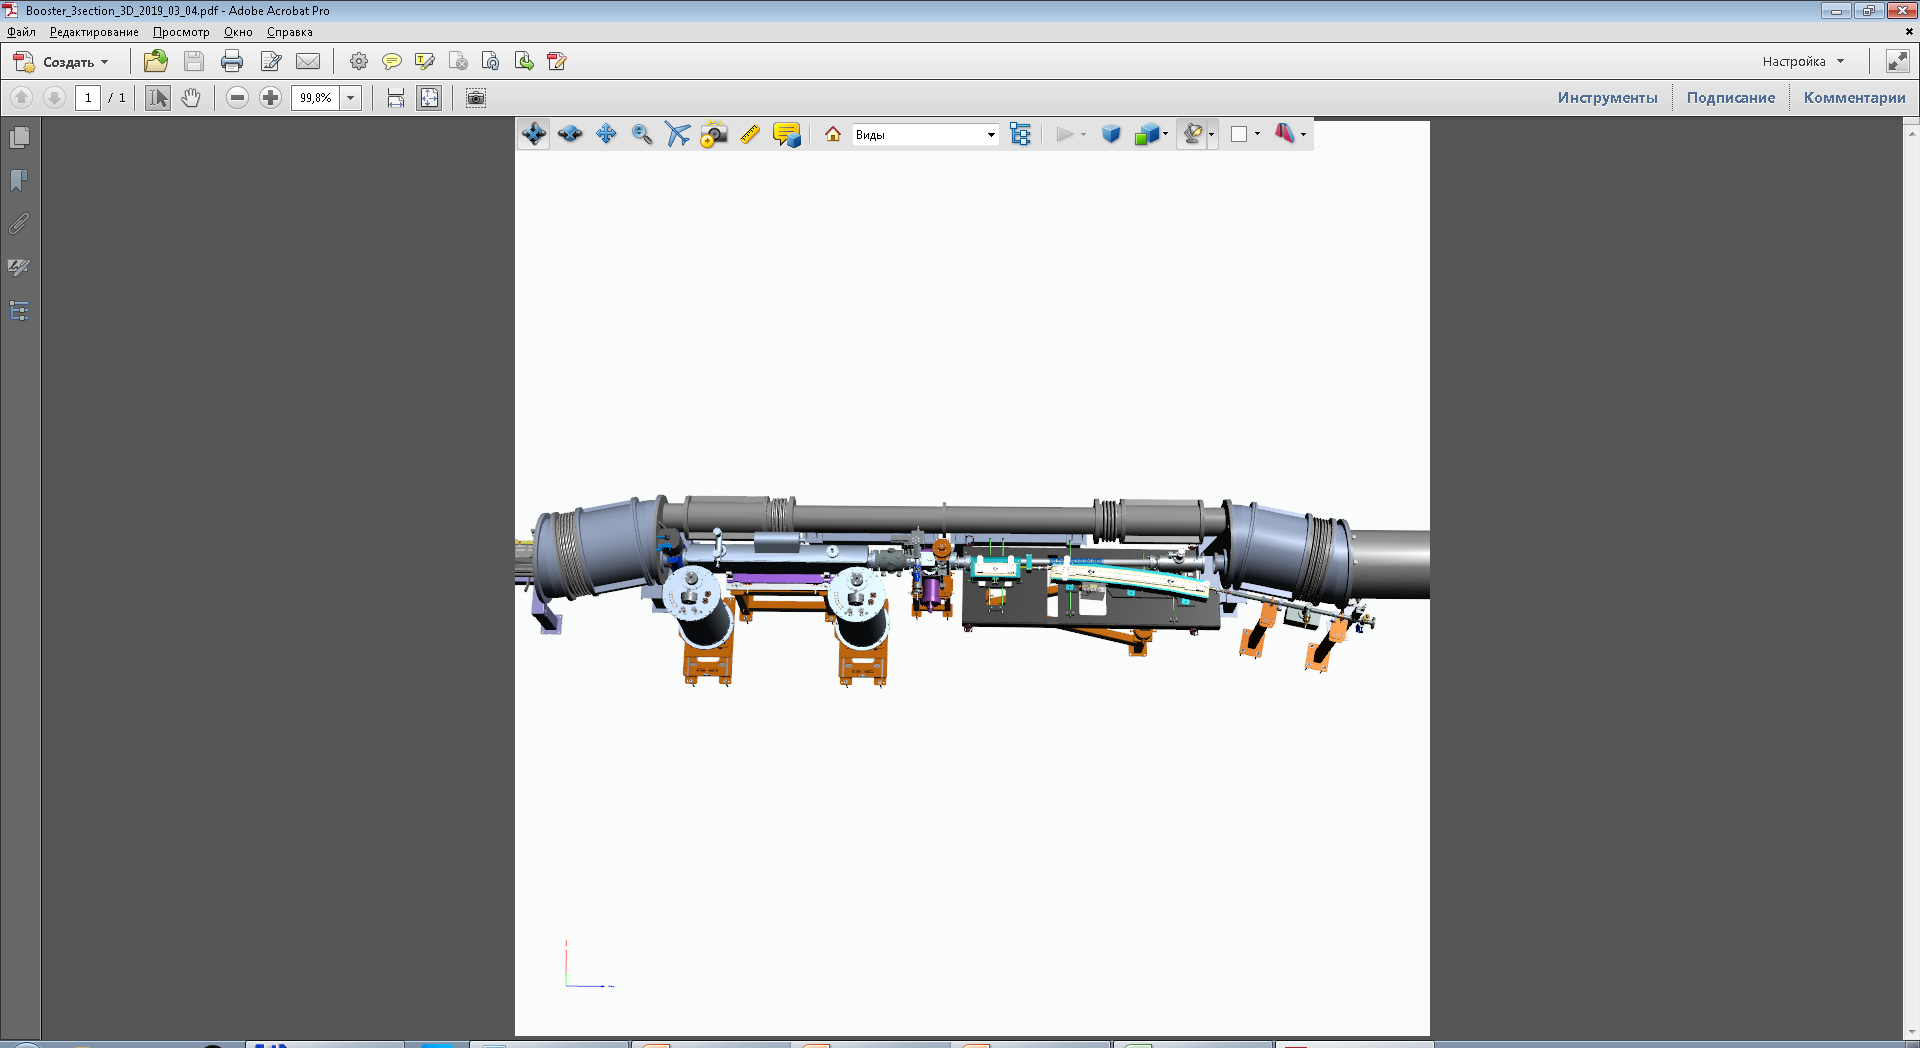 Booster_3section_3D_2019_03_04.pdf - Adobe Acrobat Pro
Файл Редактирование Просмотр Окно Справка
Создать Настройка
1 / 1 99,8% Инструменты Подписание Комментарии
Виды